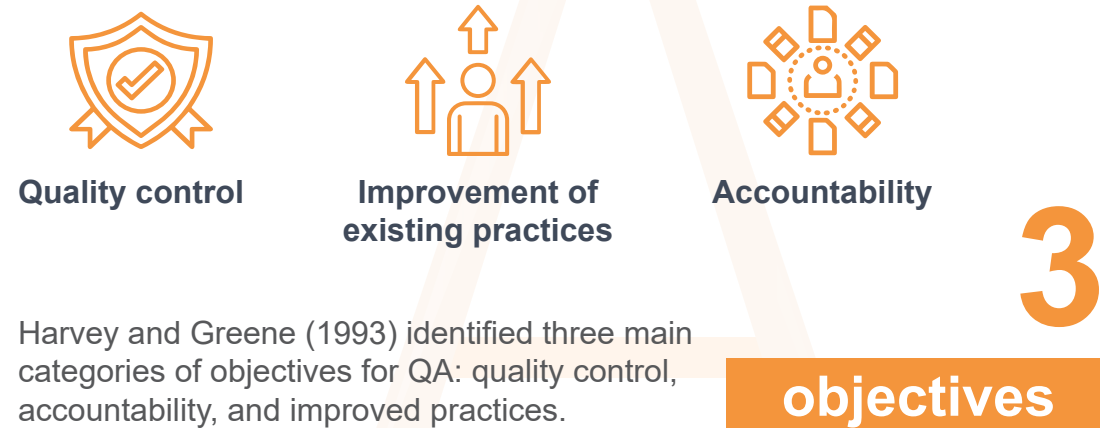 Quality control
Improvement of
existing practices
Accountability
3
Harvey and Greene (1993) identified three main
categories of objectives for QA: quality control,
accountability, and improved practices.
objectives